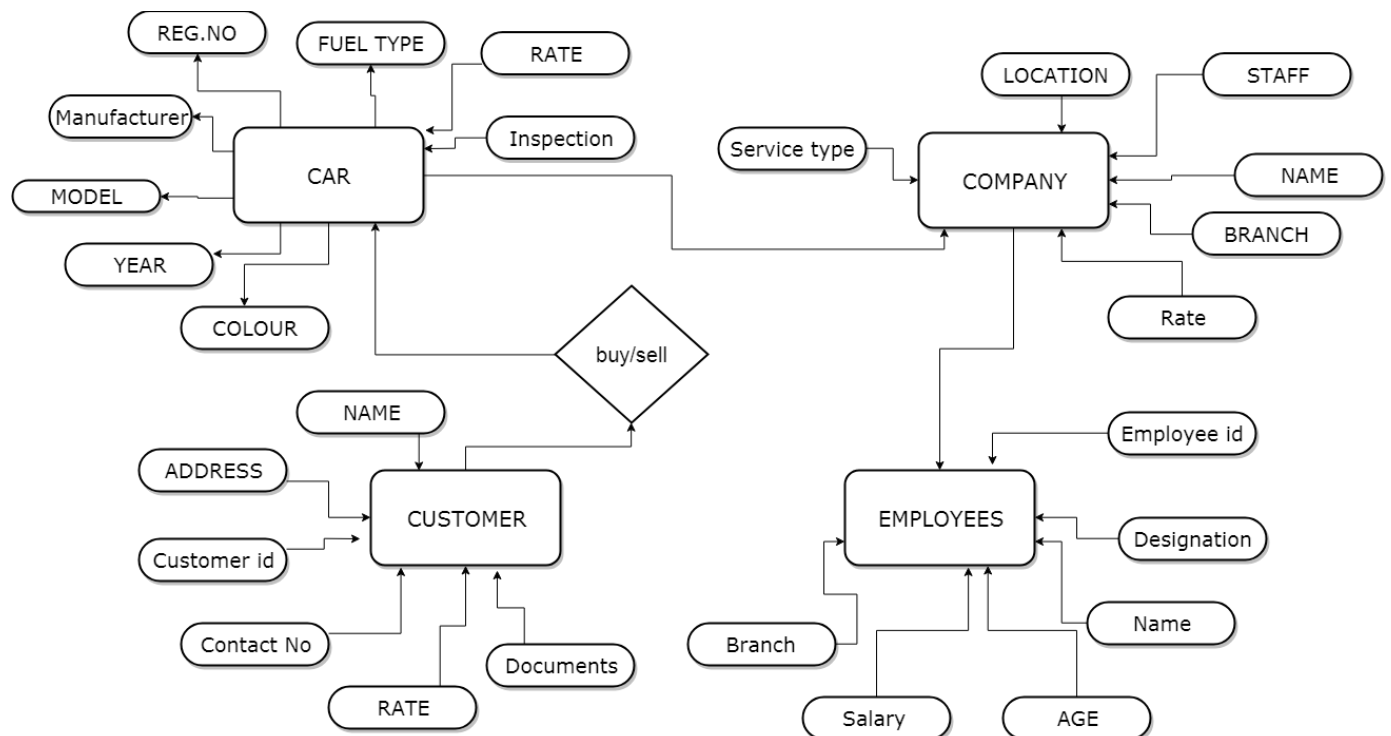 REG.NO
FUEL TYPE
RATE
LOCATION
STAFF
Manufacturer
Inspection
Service type
CAR
COMPANY
NAME
MODEL
BRANCH
YEAR
COLOUR
Rate
buy/sell
NAME
Employee id
ADDRESS
CUSTOMER
EMPLOYEES
Designation
Customer id
Name
Contact No
Branch
Documents
RATE
Salary
AGE